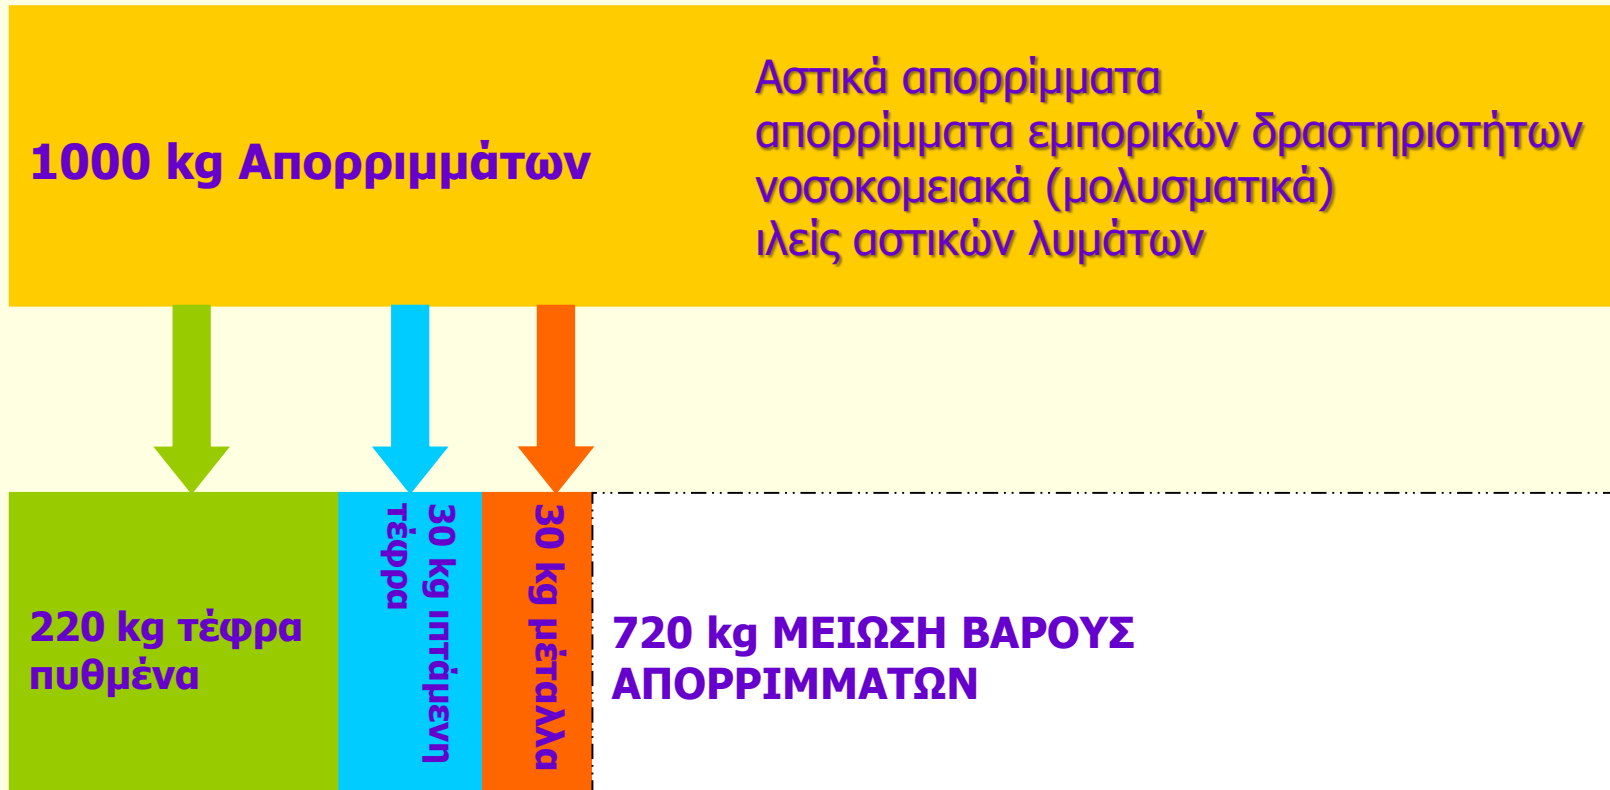 1000 kg Απορριμμάτων
Αστικά απορρίμματα
απορρίμματα εμπορικών δραστηριοτήτων
νοσοκομειακά (μολυσματικά)
ιλείς αστικών λυμάτων
220 kg τέφρα
πυθμένα
30 kg ιπτάμενη
τέφρα
30 kg μέταλλα
720 kg ΜΕΙΩΣΗ ΒΑΡΟΥΣ
ΑΠΟΡΡΙΜΜΑΤΩΝ